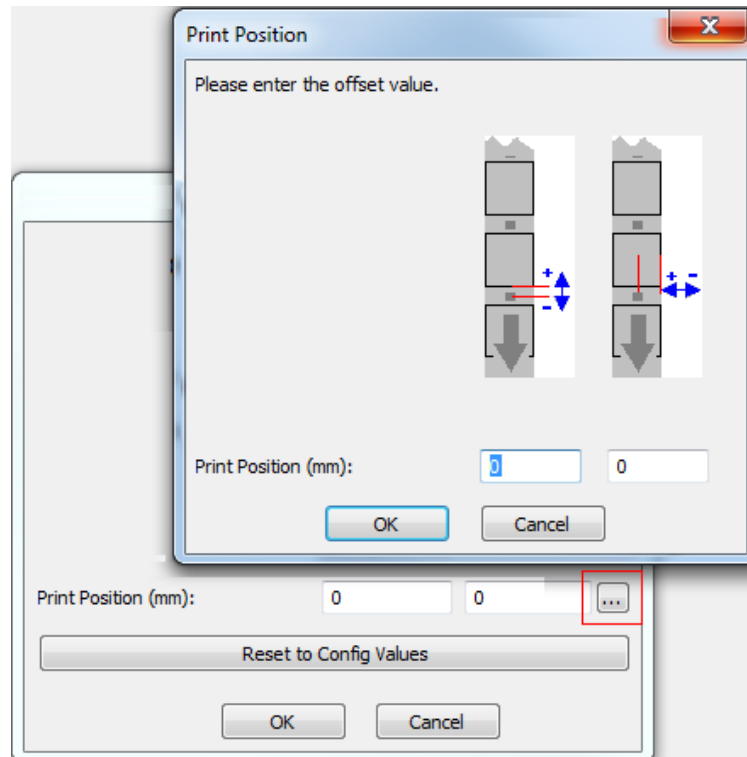 Print Position
Please enter the offset value.
+
-
+ -
Print Position (mm): 0 0
OK Cancel
Print Position (mm): 0 0 ...
Reset to Config Values
OK Cancel